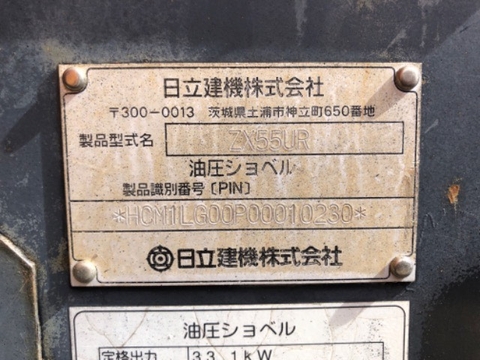 日立建機株式会社
〒300-0013 茨城県土浦市神立町650番地
製品型式名 ZX55UR
油圧ショベル
製品識別番号〔PIN〕
*HCM1LG00P00010230*
日立建機株式会社
油圧ショベル
定格出力 33.1kW